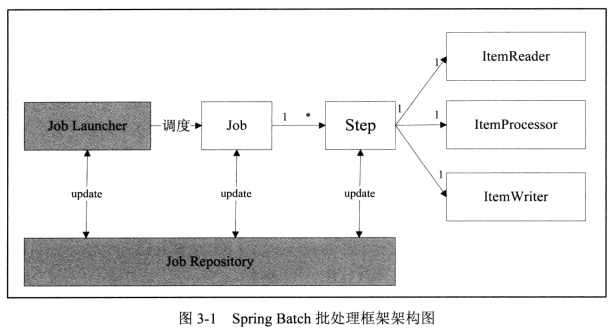 ItemReader
Job Launcher
调度
Job
1
*
Step
1
1
1
ItemProcessor
1
ItemWriter
update
update
update
Job Repository
图 3-1 Spring Batch 批处理框架架构图